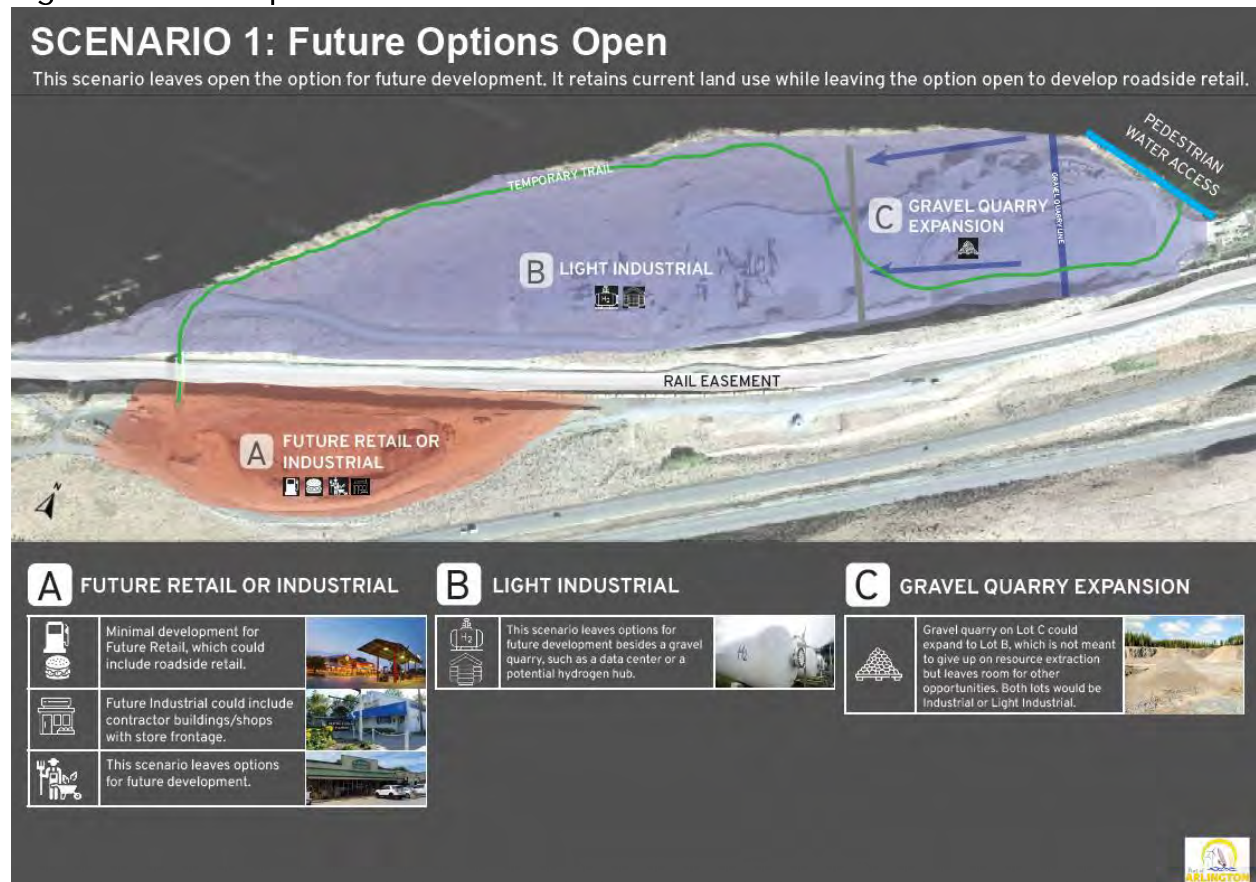 SCENARIO 1: Future Options Open
This scenario leaves open the option for future development. It retains current land use while leaving the option open to develop roadside retail.
PEDESTRIAN
WATER ACCESS
TEMPORARY TRAIL
GRAVEL QUARRY LINE
C GRAVEL QUARRY
EXPANSION
B LIGHT INDUSTRIAL
H2
RAIL EASEMENT
A FUTURE RETAIL OR
INDUSTRIAL
N
A FUTURE RETAIL OR INDUSTRIAL
Minimal development for
Future Retail, which could
include roadside retail.
Future Industrial could include
contractor buildings/shops
with store frontage.
This scenario leaves options
for future development.
B LIGHT INDUSTRIAL
H2
This scenario leaves options for
future development besides a gravel
quarry, such as a data center or a
potential hydrogen hub.
H2
C GRAVEL QUARRY EXPANSION
Gravel quarry on Lot C could
expand to Lot B, which is not meant
to give up on resource extraction
but leaves room for other
opportunities. Both lots would be
Industrial or Light Industrial.
ARLINGTON